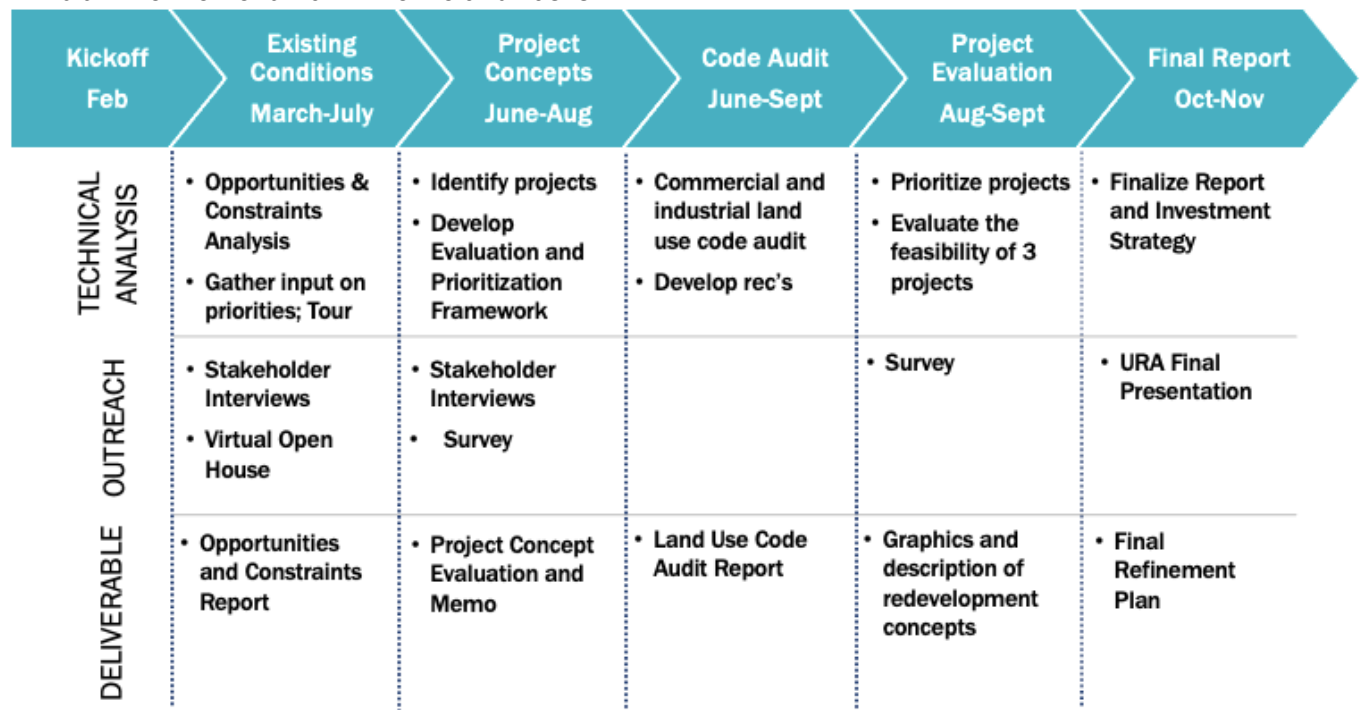 Kickoff
Feb
Existing
Conditions
March-July
Project
Concepts
June-Aug
Code Audit
June-Sept
Project
Evaluation
Aug-Sept
Final Report
Oct-Nov
TECHNICAL
ANALYSIS
• Opportunities &
Constraints
Analysis
• Gather input on
priorities; Tour
• Identify projects
• Develop
Evaluation and
Prioritization
Framework
• Commercial and
industrial land
use code audit
• Develop rec's
• Prioritize projects
• Evaluate the
feasibility of 3
projects
• Finalize Report
and Investment
Strategy
OUTREACH
• Stakeholder
Interviews
• Virtual Open
House
• Stakeholder
Interviews
• Survey
• Survey
• URA Final
Presentation
DELIVERABLE
• Opportunities
and Constraints
Report
• Project Concept
Evaluation and
Memo
• Land Use Code
Audit Report
• Graphics and
description of
redevelopment
concepts
• Final
Refinement
Plan